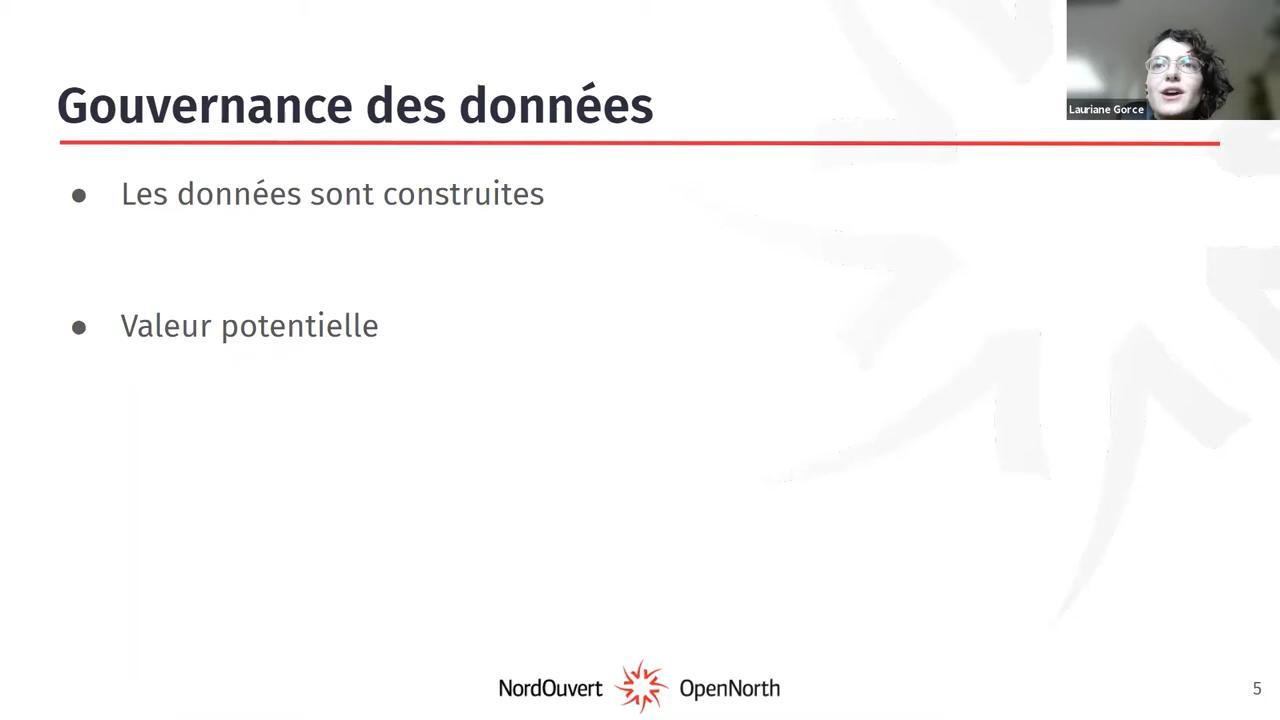 Gouvernance des données
Lauriane Gorce
● Les données sont construites
● Valeur potentielle
NordOuvert OpenNorth
5